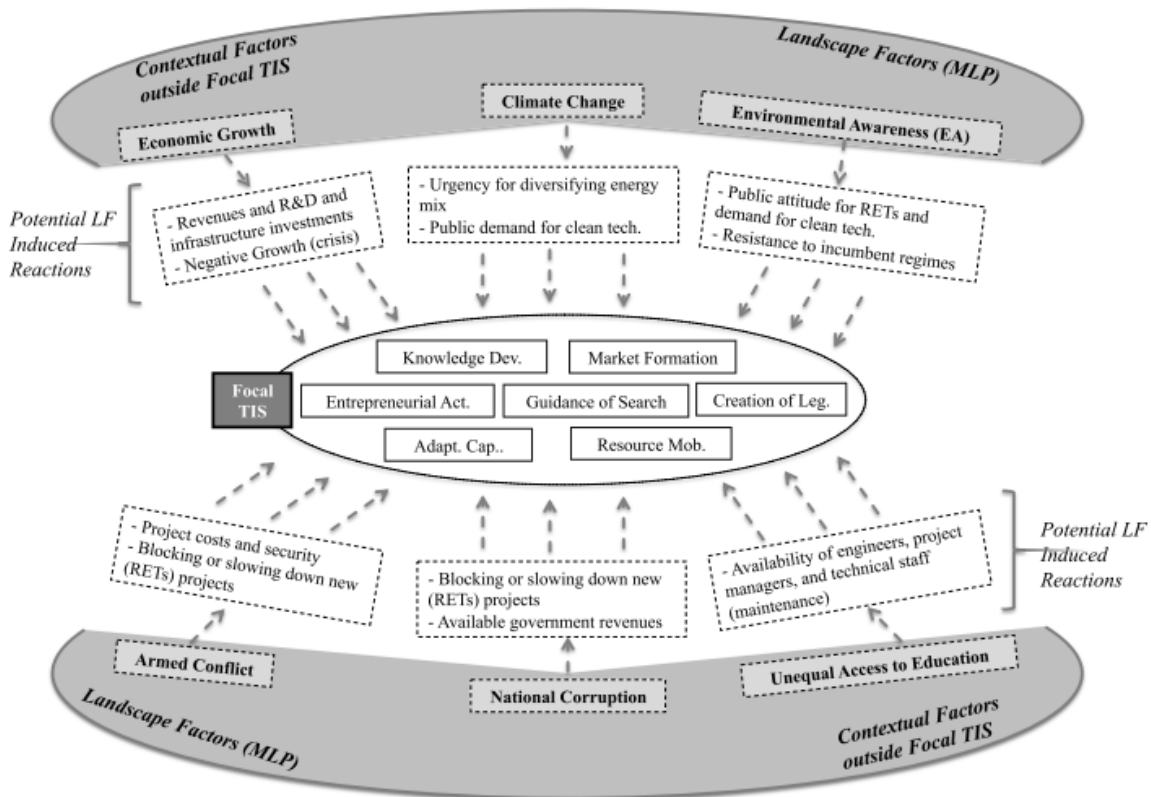 Contextual Factors
outside Focal TIS
Landscape Factors (MLP)
Economic Growth
Climate Change
Environmental Awareness (EA)
Potential LF
Induced
Reactions
- Revenues and R&D and
infrastructure investments
- Negative Growth (crisis)
- Urgency for diversifying energy
mix
- Public demand for clean tech.
- Public attitude for RETs and
demand for clean tech.
- Resistance to incumbent regimes
Focal
TIS
Knowledge Dev.
Market Formation
Entrepreneurial Act.
Guidance of Search
Creation of Leg.
Adapt. Cap..
Resource Mob.
- Project costs and security
- Blocking or slowing down new
(RETs) projects
- Blocking or slowing down new
(RETs) projects
- Available government revenues
- Availability of engineers, project
managers, and technical staff
(maintenance)
Potential LF
Induced
Reactions
Armed Conflict
National Corruption
Unequal Access to Education
Landscape Factors (MLP)
Contextual Factors
outside Focal TIS